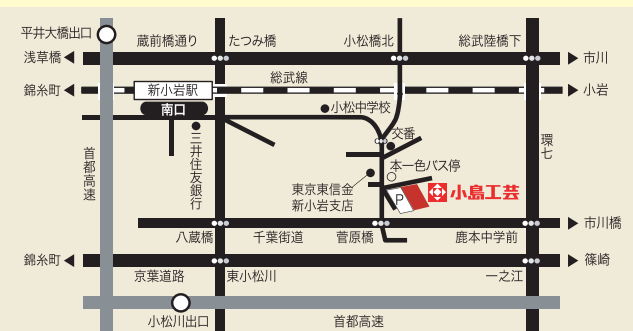 平井大橋出口
蔵前橋通り
たつみ橋
小松橋北
総武陸橋下
浅草橋
市川
総武線
錦糸町
新小岩駅
小岩
南口
小松中学校
交番
環七
首都高速
三井住友銀行
本一色バス停
東京東信金
新小岩支店
P
小島工芸
八蔵橋
千葉街道
菅原橋
鹿本中学前
市川橋
錦糸町
篠崎
京葉道路
東小松川
一之江
小松川出口
首都高速